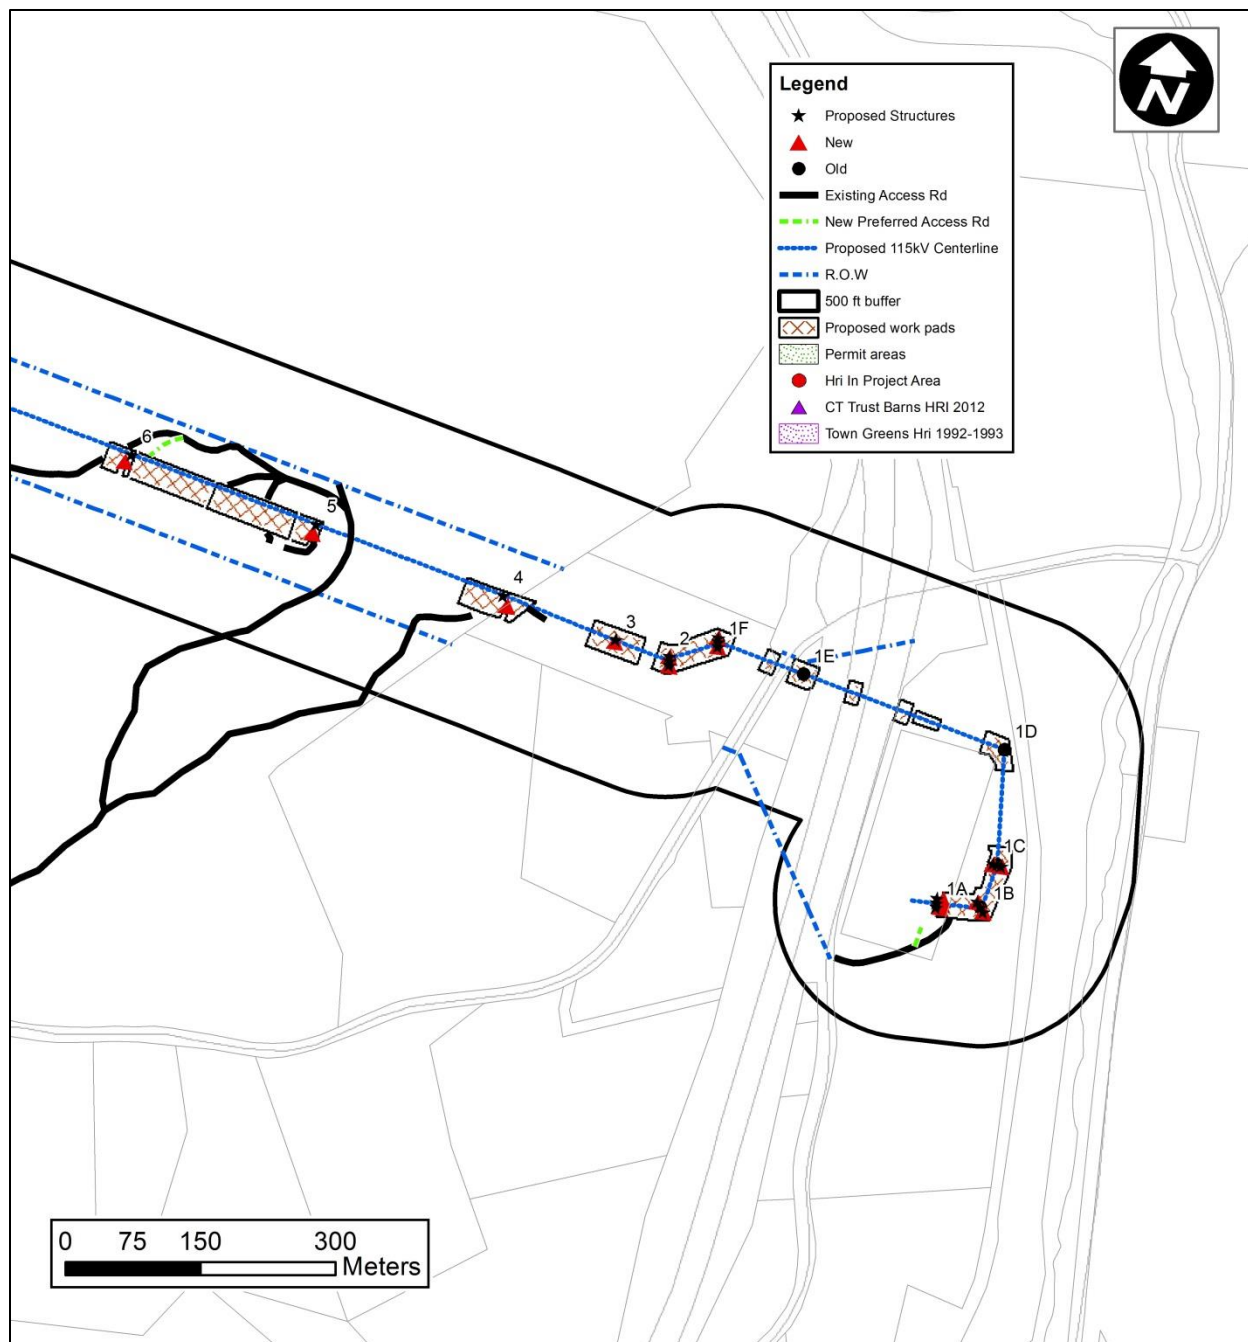 N
Legend
Proposed Structures
New
Old
Existing Access Rd
New Preferred Access Rd
Proposed 115kV Centerline
R.O.W
500 ft buffer
Proposed work pads
Permit areas
Hri In Project Area
CT Trust Barns HRI 2012
Town Greens Hri 1992-1993
6
5
4
3
2
1F
1E
1D
1C
1A
1B
0 75 150 300
Meters